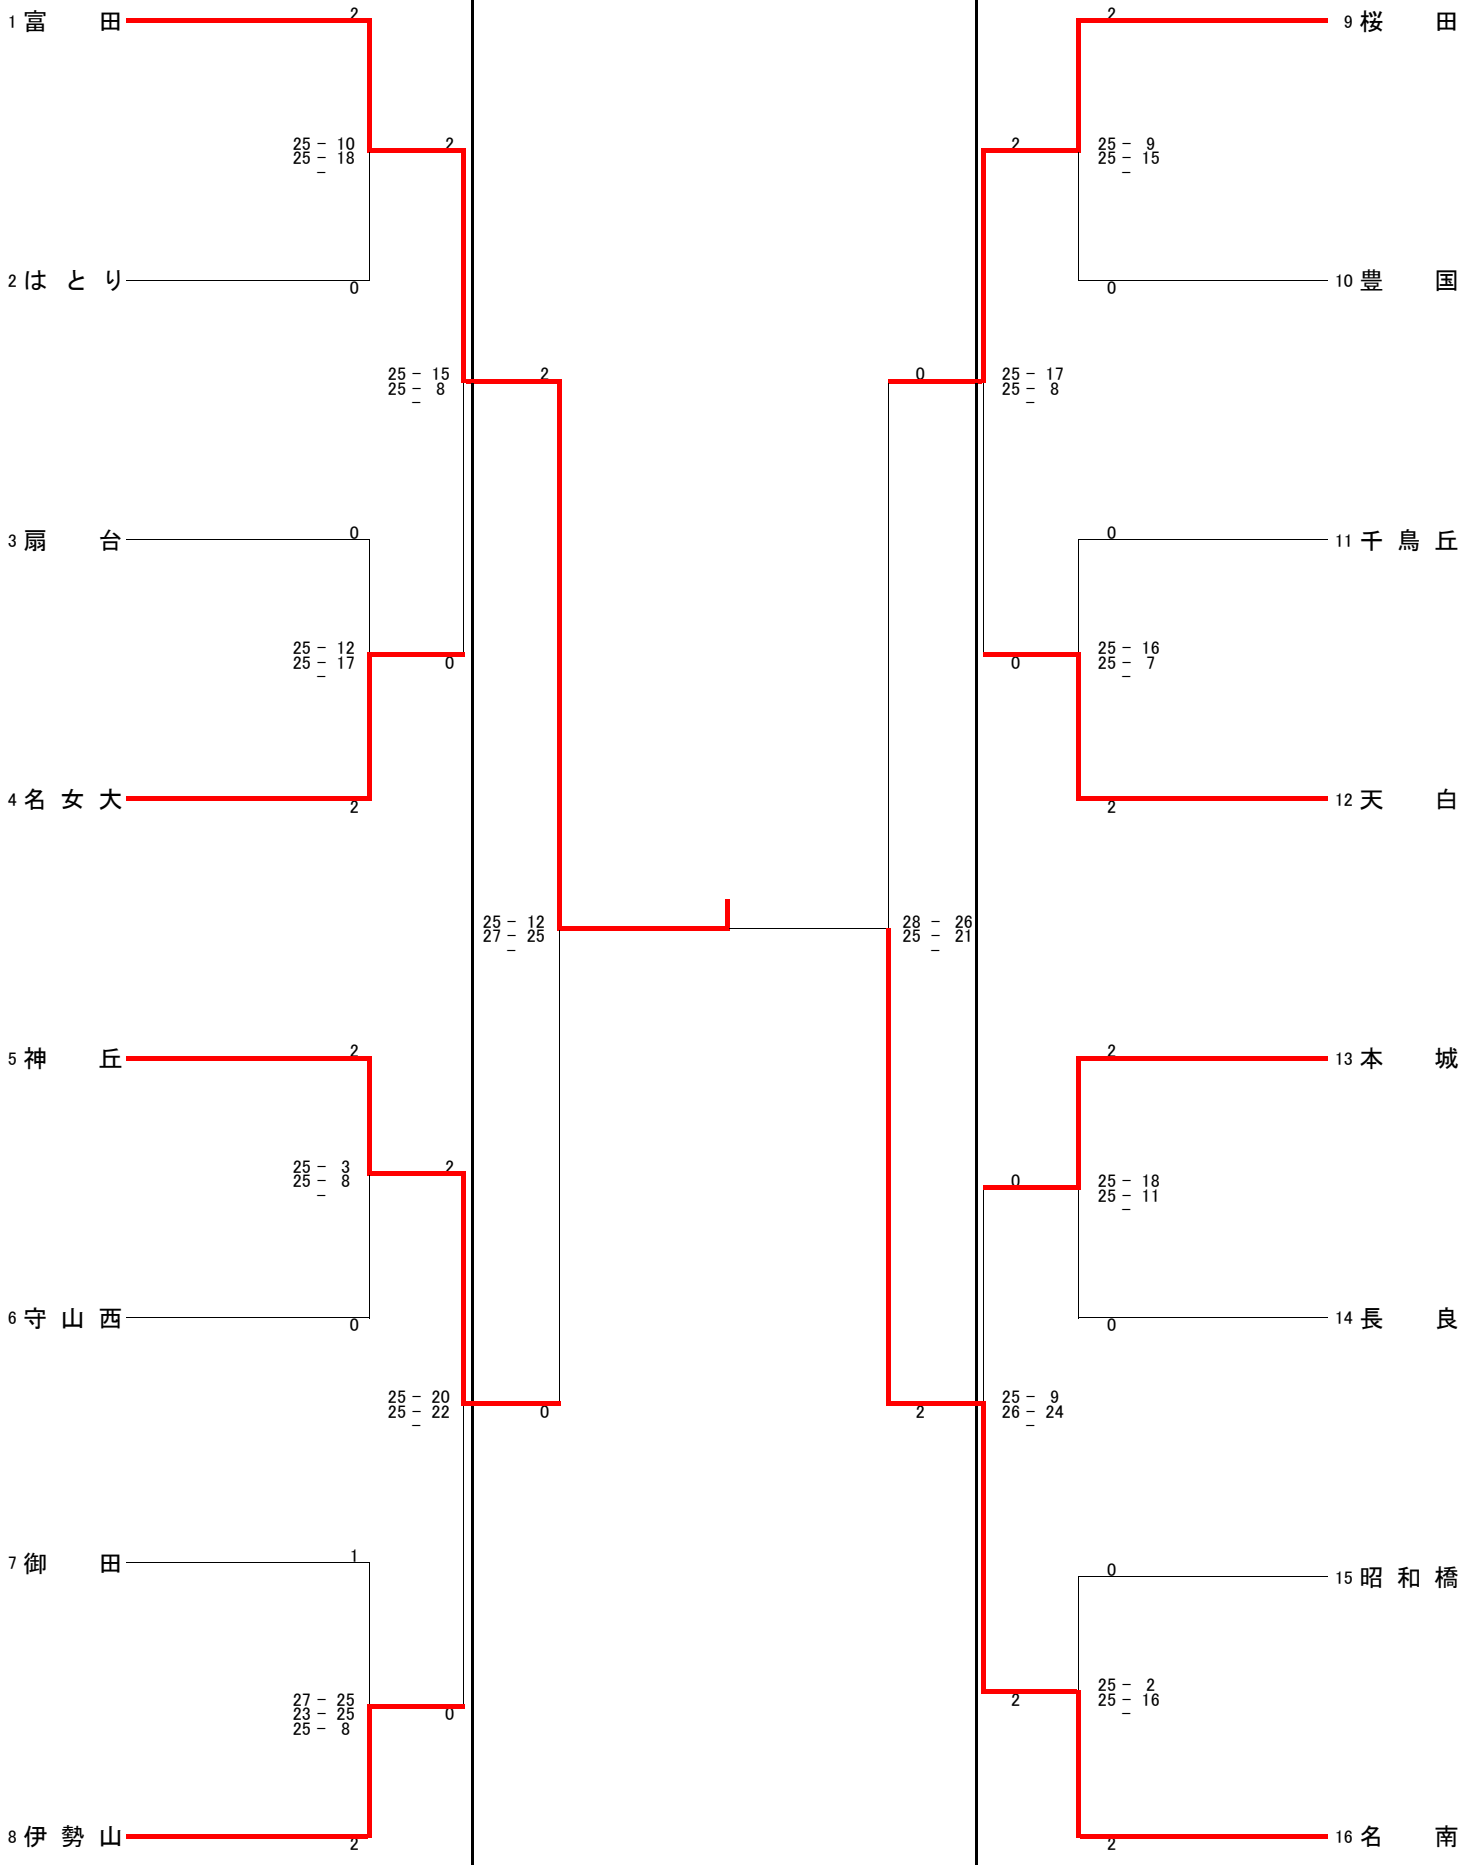 1 富田 2
2 9 桜田
25 - 10 2
25 - 18
-
2 25 - 9
25 - 15
-
2 はとり 0
0 10 豊国
25 - 15 2
25 - 8
-
0 25 - 17
25 - 8
-
3 扇台 0
0 11 千鳥丘
25 - 12
25 - 17 0
-
25 - 16
0 25 - 7
-
4 名女大 2
2 12 天白
25 - 12
27 - 25
-
28 - 26
25 - 21
-
5 神丘 2
2 13 本城
25 - 3 2
25 - 8
-
0 25 - 18
25 - 11
-
6 守山西 0
0 14 長良
25 - 20
25 - 22 0
-
25 - 9
2 26 - 24
-
7 御田 1
0 15 昭和橋
27 - 25
23 - 25 0
25 - 8
25 - 2
2 25 - 16
-
8 伊勢山 2
2 16 名南